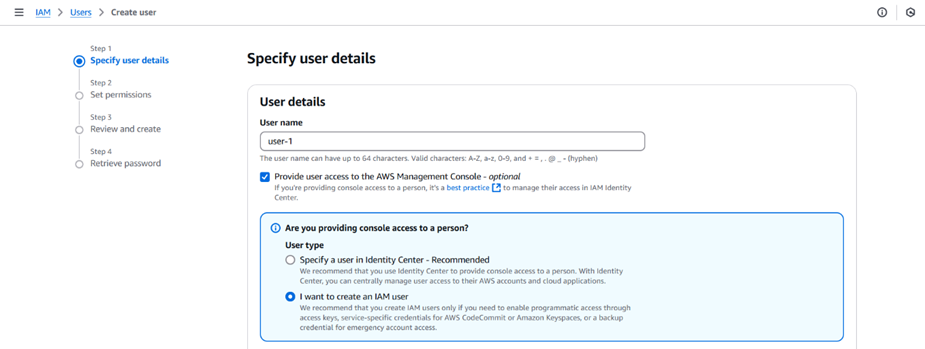 IAM > Users > Create user
Step 1
Specify user details
Step 2
Set permissions
Step 3
Review and create
Step 4
Retrieve password
Specify user details
User details
User name
user-1
The user name can have up to 64 characters. Valid characters: A-Z, a-z, 0-9, and + = , . @ _ - (hyphen)
Provide user access to the AWS Management Console - optional
If you're providing console access to a person, it's a best practice to manage their access in IAM Identity
Center.
Are you providing console access to a person?
User type
Specify a user in Identity Center - Recommended
We recommend that you use Identity Center to provide console access to a person. With Identity
Center, you can centrally manage user access to their AWS accounts and cloud applications.
I want to create an IAM user
We recommend that you create IAM users only if you need to enable programmatic access through
access keys, service-specific credentials for AWS CodeCommit or Amazon Keyspaces, or a backup
credential for emergency account access.